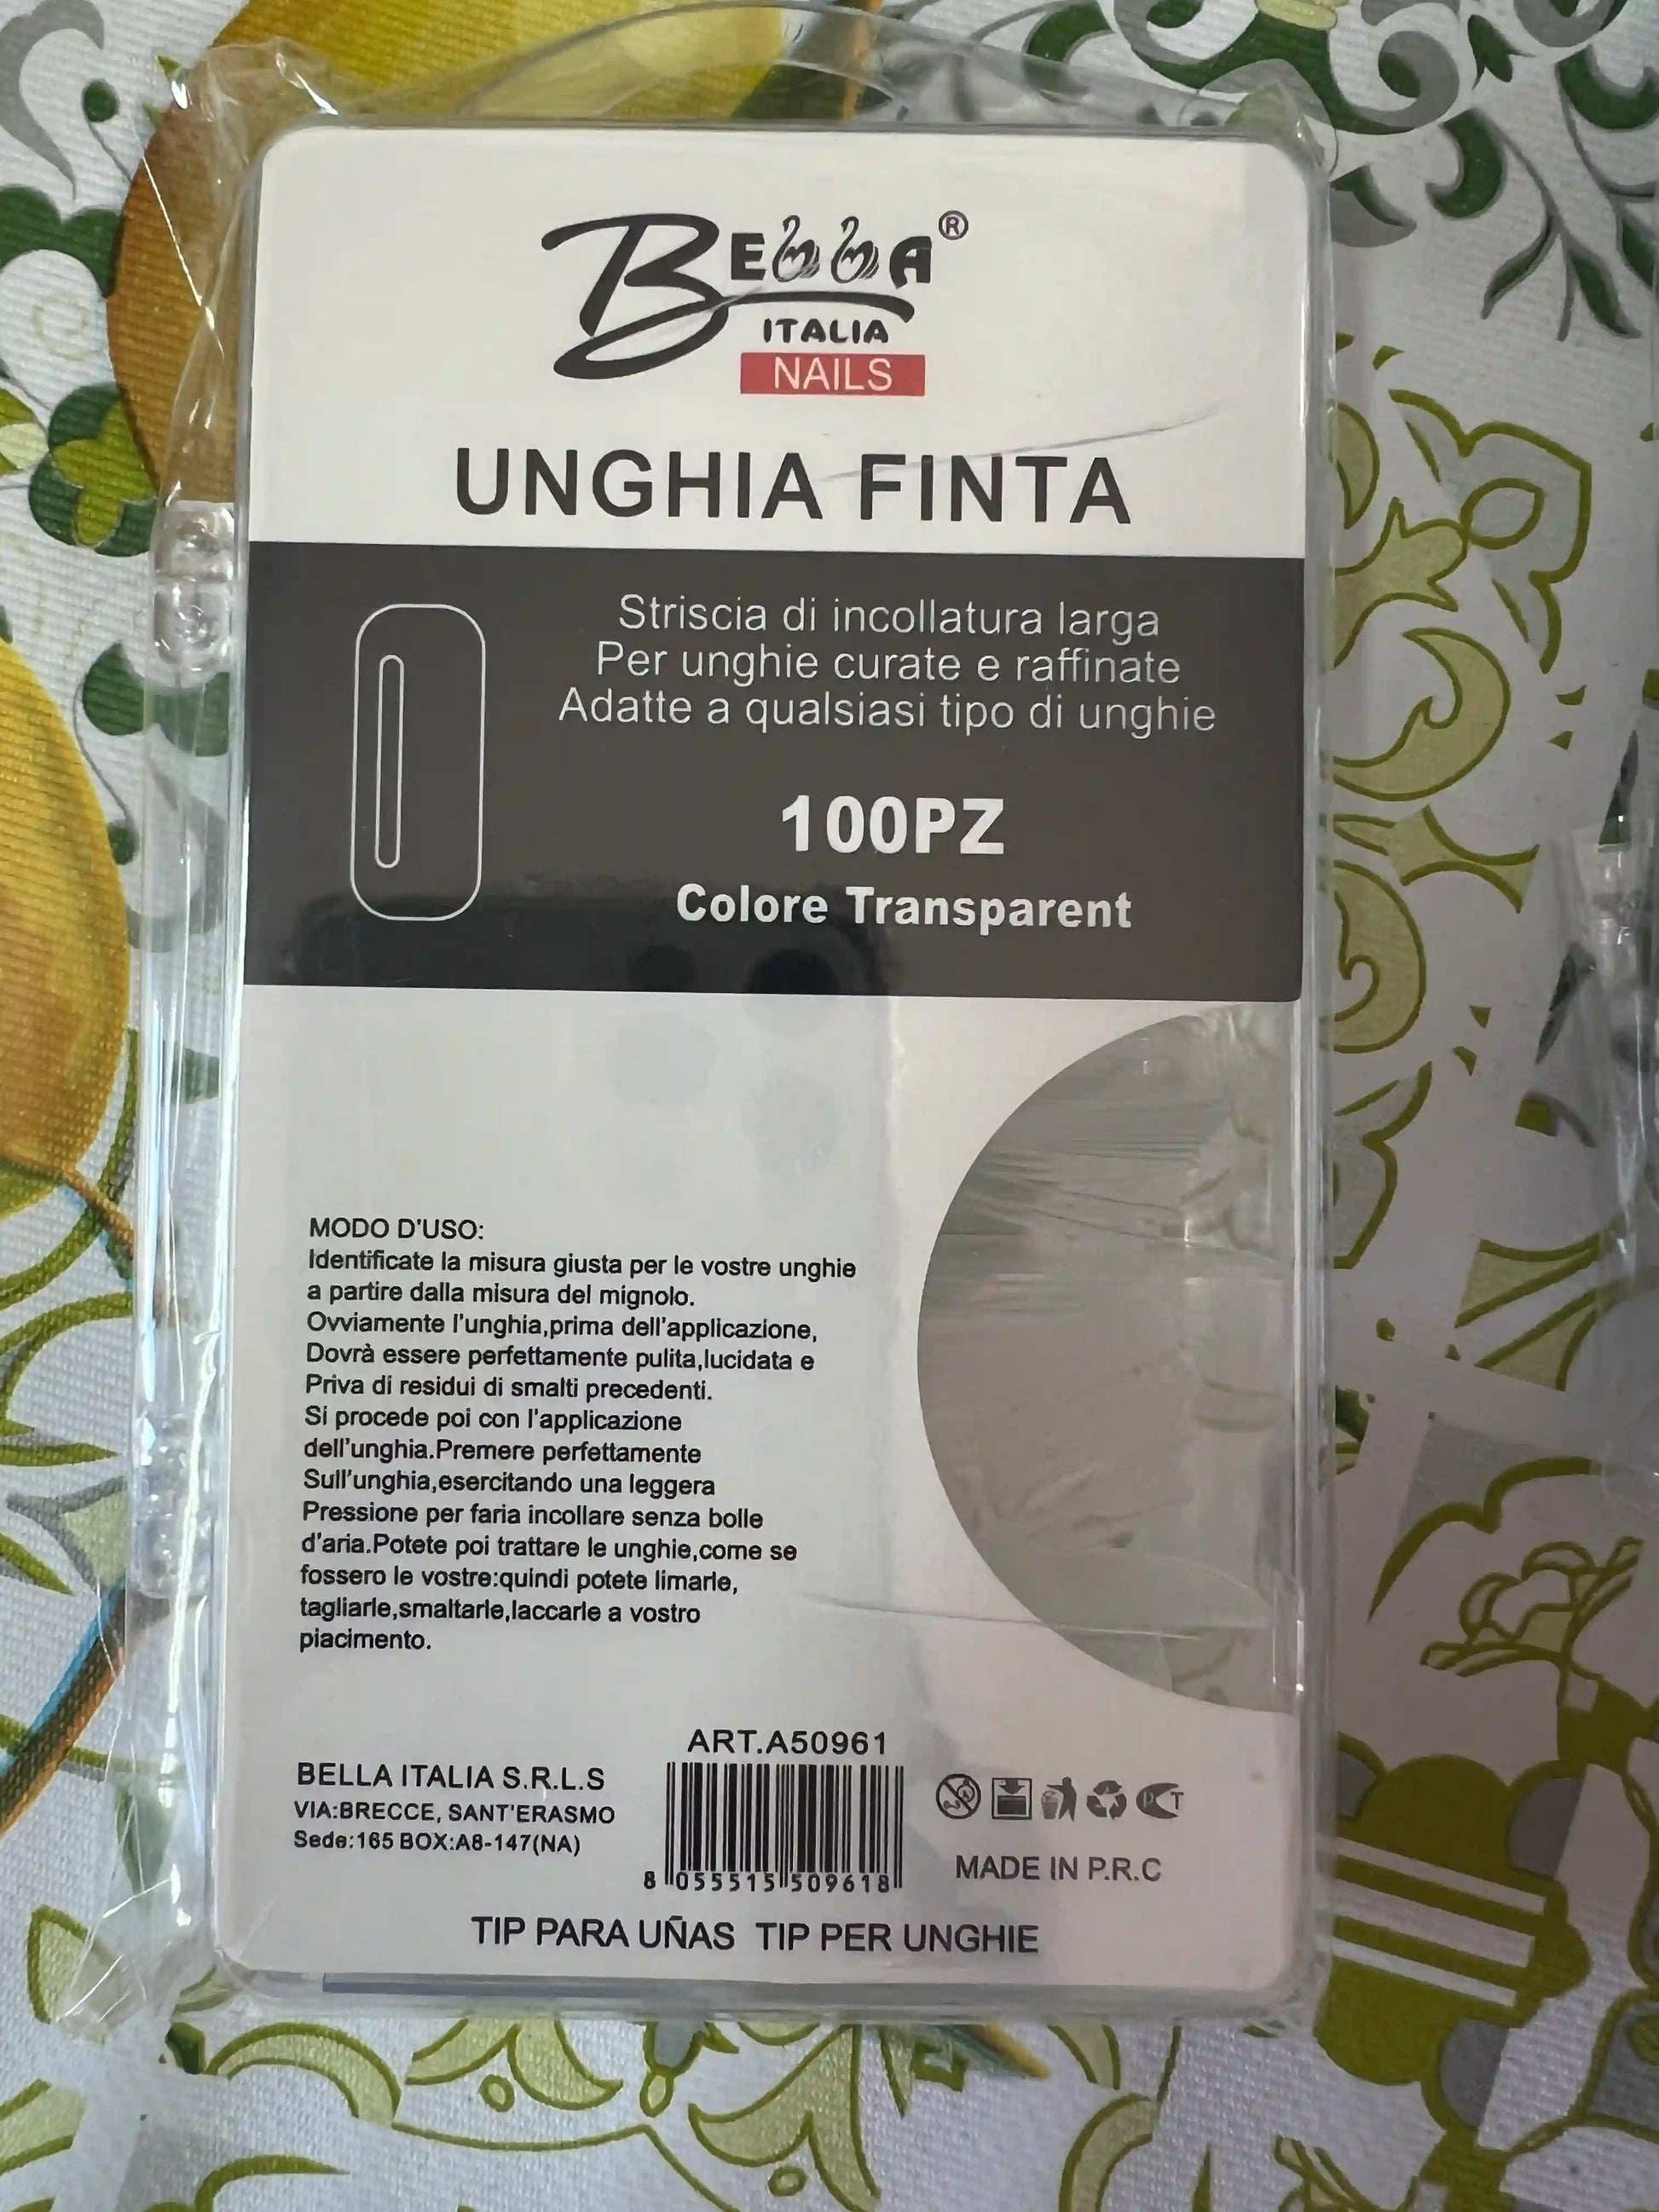 BELLA®
ITALIA
NAILS
UNGHIA FINTA
Striscia di incollatura larga
Per unghie curate e raffinate
Adatte a qualsiasi tipo di unghie
100PZ
Colore Transparent
MODO D'USO:
Identificate la misura giusta per le vostre unghie
a partire dalla misura del mignolo.
Ovviamente l'unghia,prima dell'applicazione,
Dovrà essere perfettamente pulita,lucidata e
Priva di residui di smalti precedenti.
Si procede poi con l'applicazione
dell'unghia.Premere perfettamente
Sull'unghia,esercitando una leggera
Pressione per faria incollare senza bolle
d'aria.Potete poi trattare le unghie,come se
fossero le vostre:quindi potete limarle,
tagliarle,smaltarle,laccarle a vostro
piacimento.
ART.A50961
BELLA ITALIA S.R.L.S
VIA:BRECCE, SANT'ERASMO
Sede:165 BOX:A8-147(NA)
8 055515 509618
PCT
MADE IN P.R.C
TIP PARA UÑAS TIP PER UNGHIE